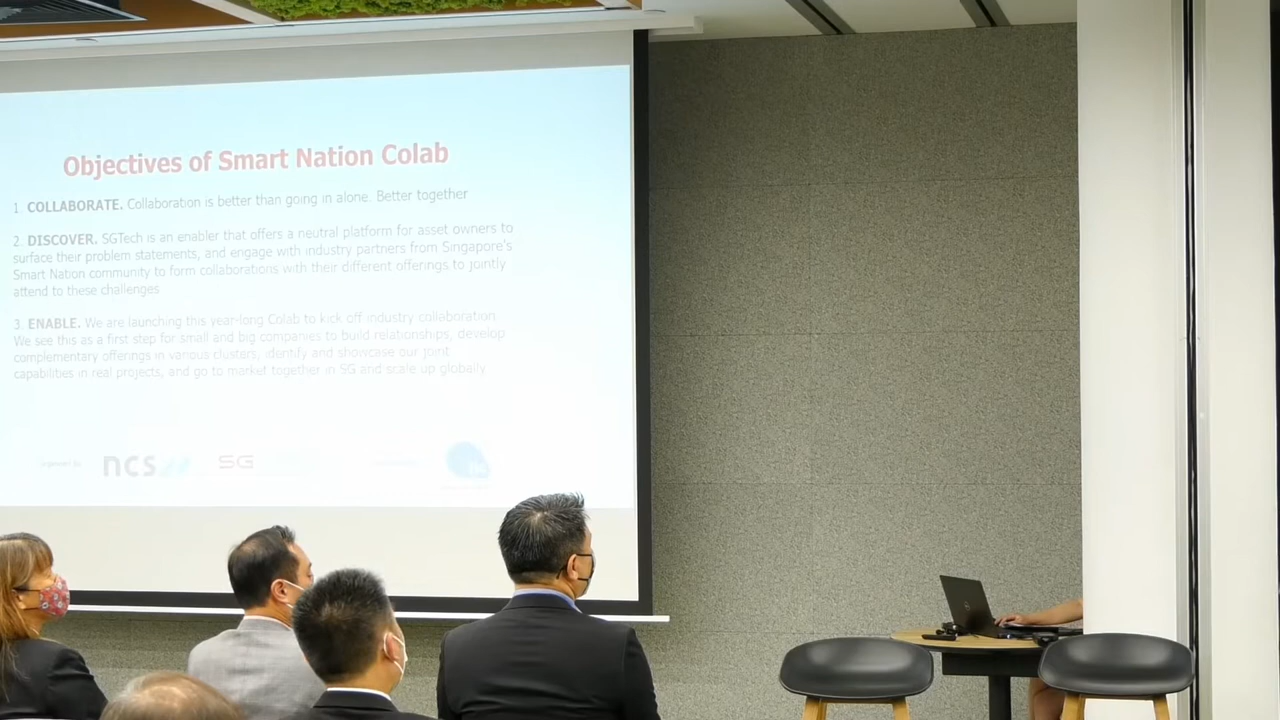 Objectives of Smart Nation Colab
1. COLLABORATE. Collaboration is better than going in alone. Better together
2. DISCOVER. SGTech is an enabler that offers a neutral platform for asset owners to
surface their problem statements, and engage with industry partners from Singapore's
Smart Nation community to form collaborations with their different offerings to jointly
attend to these challenges
3. ENABLE. We are launching this year-long Colab to kick off industry collaboration.
We see this as a first step for small and big companies to build relationships, develop
complementary offerings in various clusters, identify and showcase our joint
capabilities in real projects, and go to market together in SG and scale up globally
ncs SG